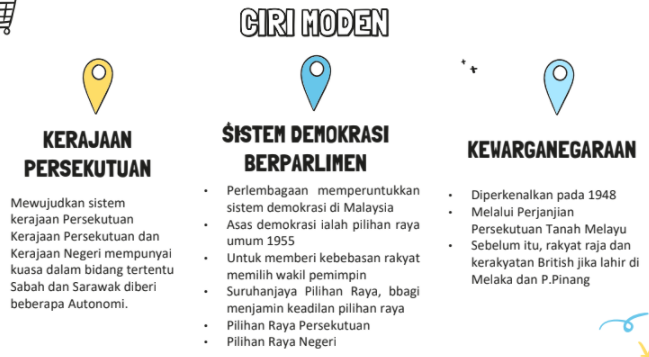 CIRI MODEN
KERAJAAN
PERSEKUTUAN
Mewujudkan sistem
kerajaan Persekutuan
Kerajaan Persekutuan dan
Kerajaan Negeri mempunyai
kuasa dalam bidang tertentu
Sabah dan Sarawak diberi
beberapa Autonomi.
SISTEM DEMOKRASI
BERPARLIMEN
• Perlembagaan memperuntukkan
sistem demokrasi di Malaysia
• Asas demokrasi ialah pilihan raya
umum 1955
• Untuk memberi kebebasan rakyat
memilih wakil pemimpin
• Suruhanjaya Pilihan Raya, bbagi
menjamin keadilan pilihan raya
• Pilihan Raya Persekutuan
• Pilihan Raya Negeri
KEWARGANEGARAAN
• Diperkenalkan pada 1948
• Melalui Perjanjian
Persekutuan Tanah Melayu
• Sebelum itu, rakyat raja dan
kerakyatan British jika lahir di
Melaka dan P.Pinang